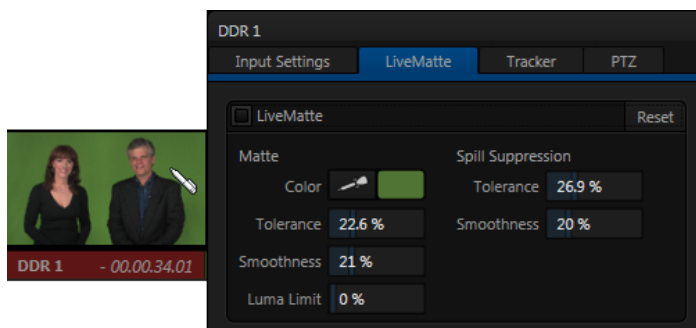 DDR 1
Input Settings LiveMatte Tracker PTZ
LiveMatte Reset
Matte Spill Suppression
Color Tolerance 26.9 %
Tolerance 22.6 % Smoothness 20 %
Smoothness 21 %
Luma Limit 0 %
DDR 1 - 00.00.34.01